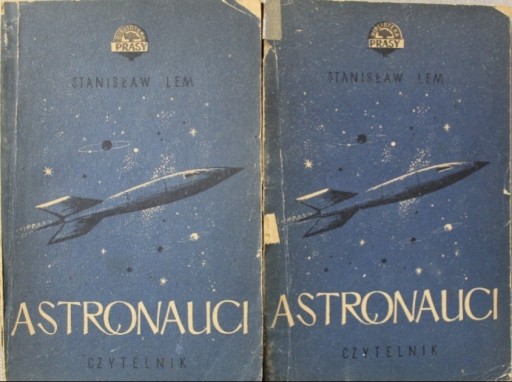 BIBLIOTEKA
PRASY
STANISŁAW LEM
ASTRONAUCI
CZYTELNIK
BIBLIOTEKA
PRASY
STANISŁAW LEM
ASTRONAUCI
CZYTELNIK